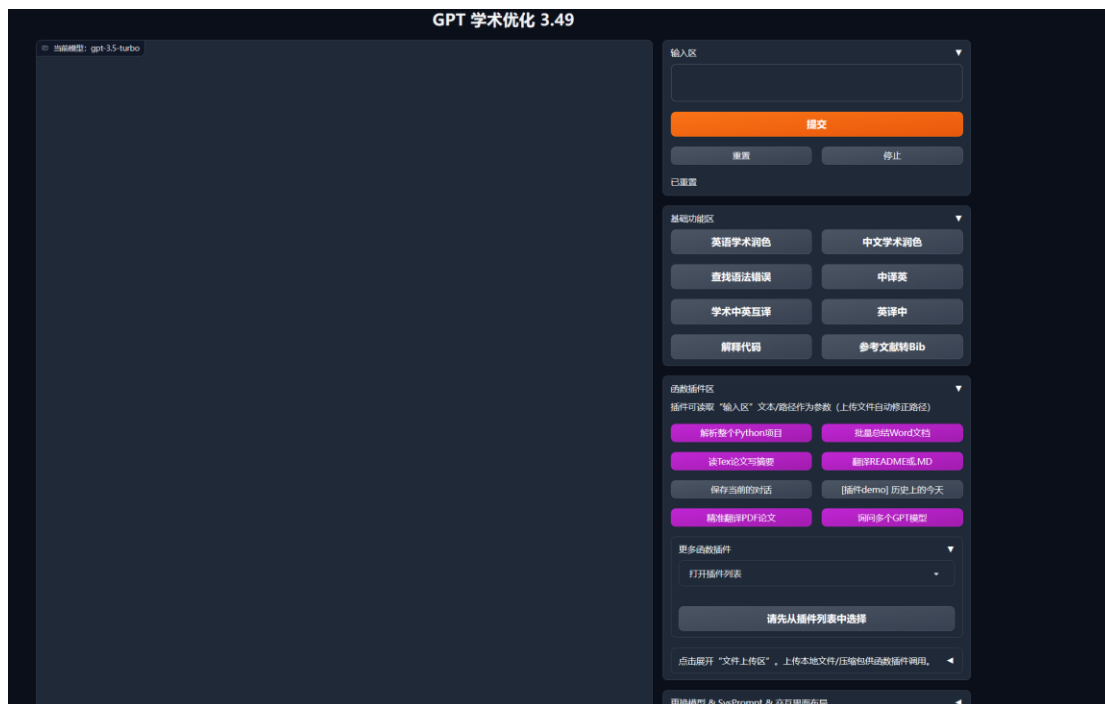 GPT 学术优化 3.49
当前模型：gpt-3.5-turbo
输入区 ▼
提交
重置 停止
已重置
基础功能区 ▼
英语学术润色 中文学术润色
查找语法错误 中译英
学术中英互译 英译中
解释代码 参考文献转Bib
函数插件区 ▼
插件可读取“输入区”文本/路径作为参数（上传文件自动修正路径）
解析整个Python项目 批量总结Word文档
读Tex论文写摘要 翻译README或.MD
保存当前的对话 [插件demo] 历史上的今天
精准翻译PDF论文 询问多个GPT模型
更多函数插件 ▼
打开插件列表
请先从插件列表中选择
点击展开“文件上传区”。上传本地文件/压缩包供函数插件调用。 ◀
更换模型 & SysPrompt & 交互界面布局 ◀